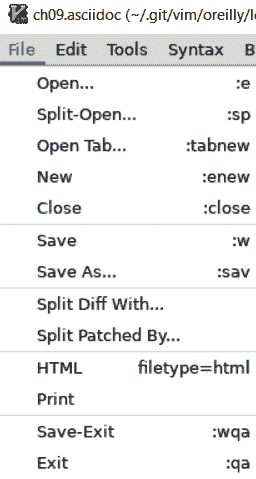 ch09.asciidoc (~/.git/vim/oreilly/l
File Edit Tools Syntax B
Open... :e
Split-Open... :sp
Open Tab... :tabnew
New :enew
Close :close
Save :w
Save As... :sav
Split Diff With...
Split Patched By...
HTML filetype=html
Print
Save-Exit :wqa
Exit :qa